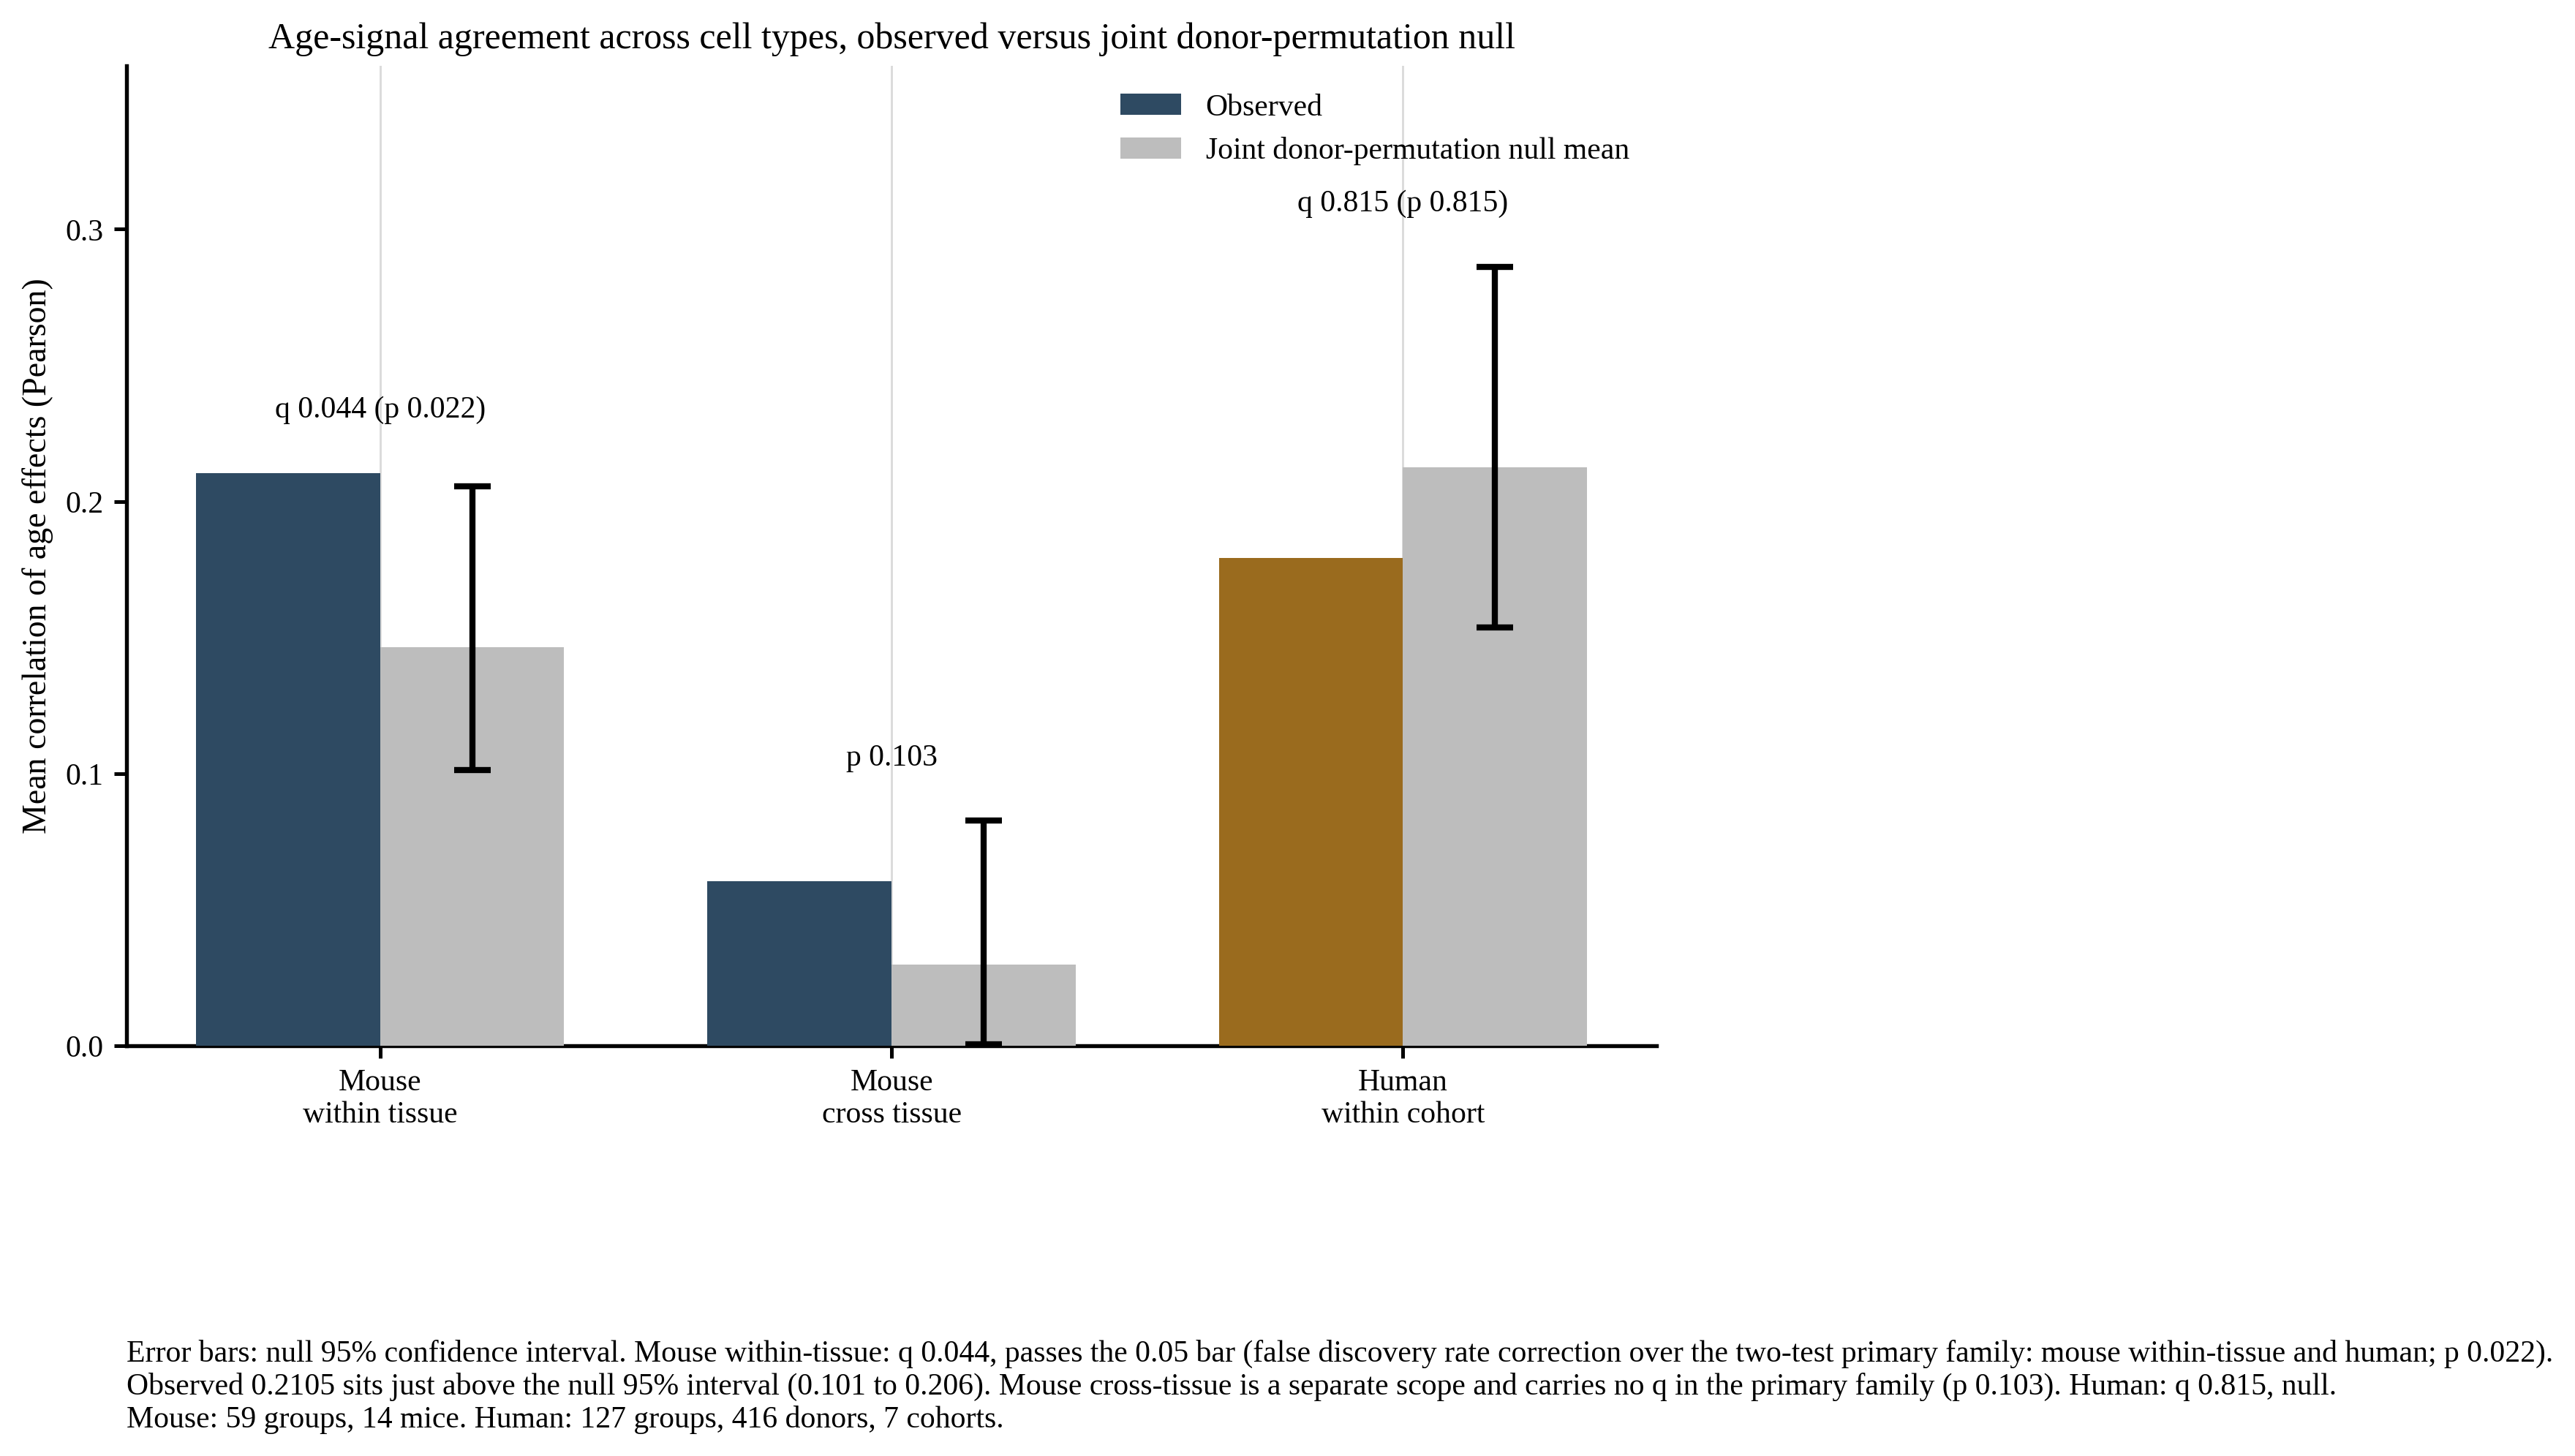 Age-signal agreement across cell types, observed versus joint donor-permutation null
Observed
Joint donor-permutation null mean
q 0.815 (p 0.815)
0.3
q 0.044 (p 0.022)
0.2
p 0.103
0.1
0.0
Mean correlation of age effects (Pearson)
Mouse
within tissue
Mouse
cross tissue
Human
within cohort
Error bars: null 95% confidence interval. Mouse within-tissue: q 0.044, passes the 0.05 bar (false discovery rate correction over the two-test primary family: mouse within-tissue and human; p 0.022).
Observed 0.2105 sits just above the null 95% interval (0.101 to 0.206). Mouse cross-tissue is a separate scope and carries no q in the primary family (p 0.103). Human: q 0.815, null.
Mouse: 59 groups, 14 mice. Human: 127 groups, 416 donors, 7 cohorts.